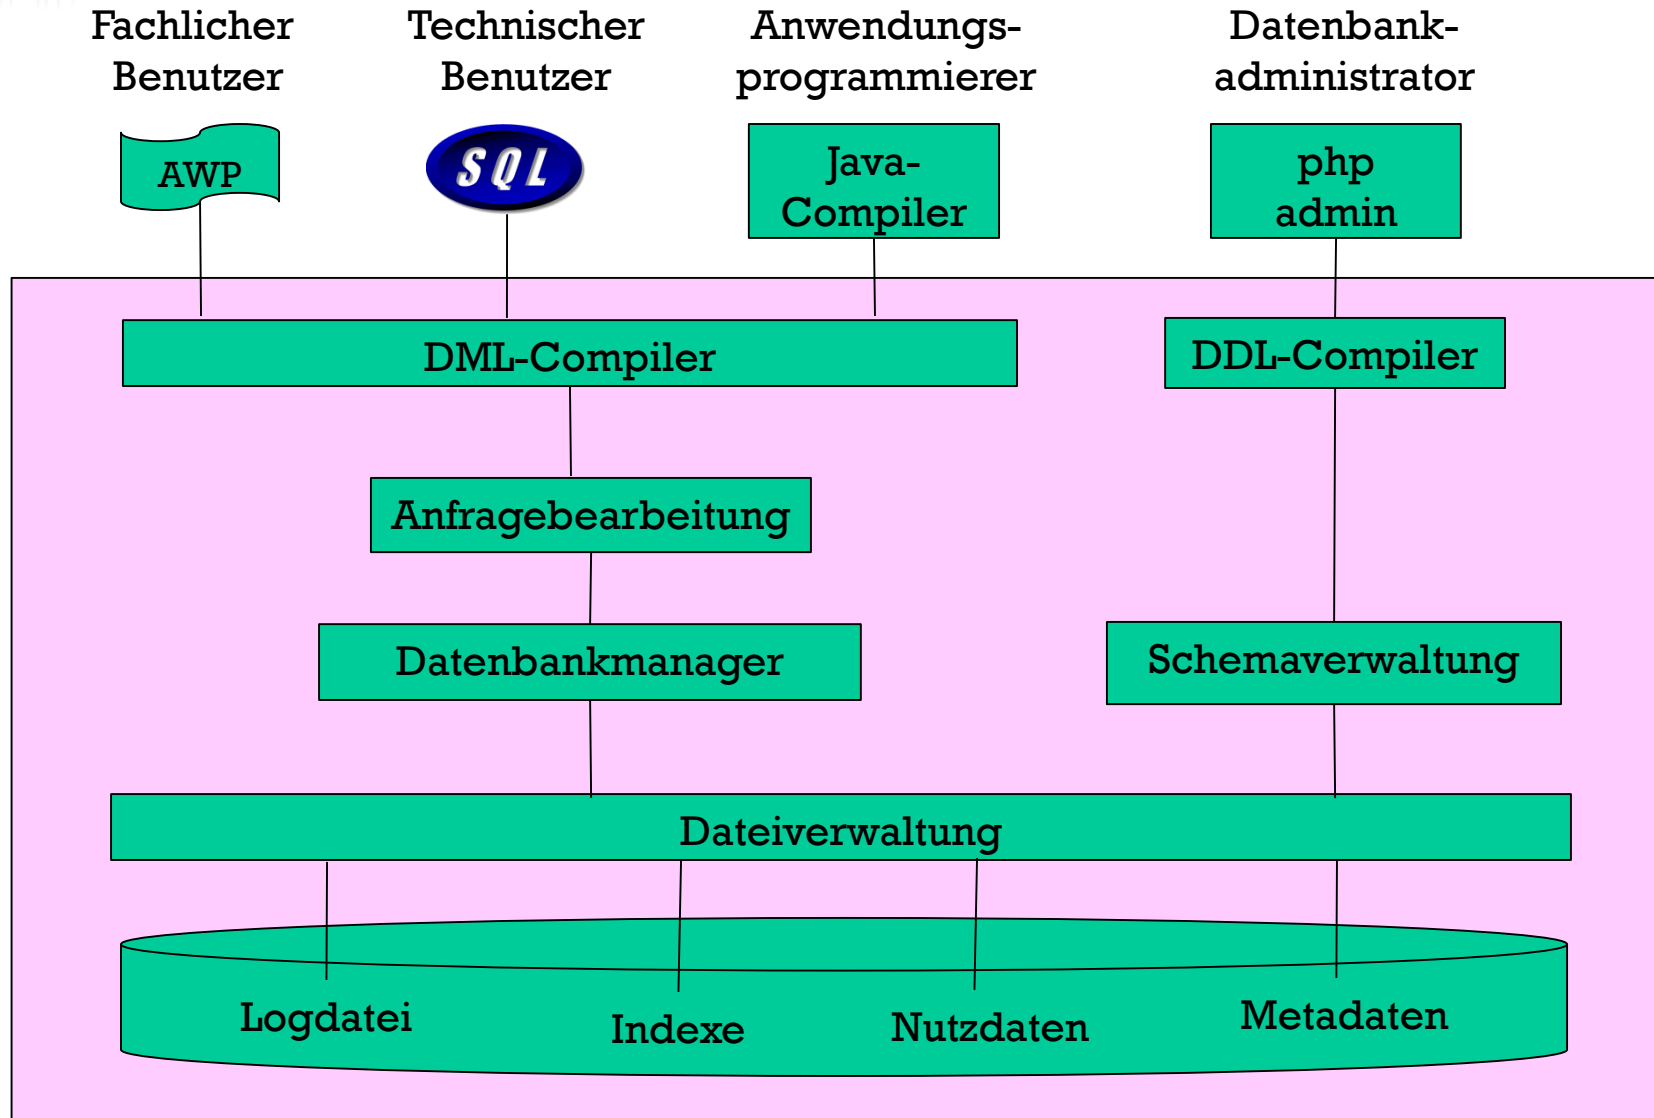 Fachlicher
Benutzer
Technischer
Benutzer
Anwendungs-
programmierer
Datenbank-
administrator
AWP
SQL
Java-
Compiler
php
admin
DML-Compiler
DDL-Compiler
Anfragebearbeitung
Datenbankmanager
Schemaverwaltung
Dateiverwaltung
Logdatei
Indexe
Nutzdaten
Metadaten